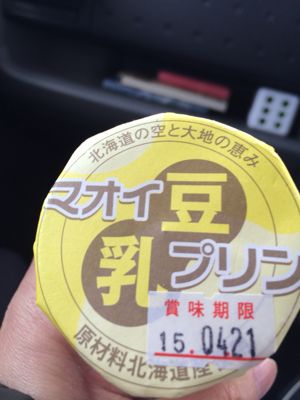 北海道の空と大地の恵み
マオイ
豆乳
プリン
賞味期限
15.0421
原材料北海道産